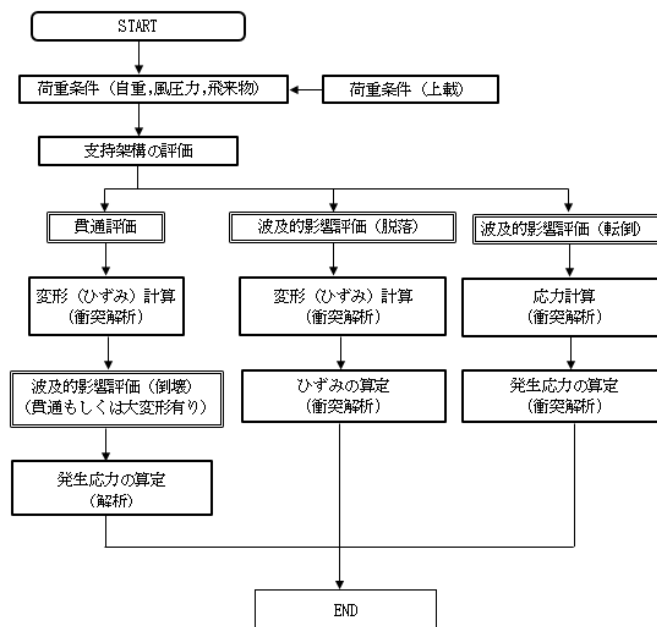 START
荷重条件（自重,風圧力,飛来物）
荷重条件（上載）
支持架構の評価
貫通評価
波及的影響評価（脱落）
波及的影響評価（転倒）
変形（ひずみ）計算
(衝突解析)
変形（ひずみ）計算
(衝突解析)
応力計算
(衝突解析)
波及的影響評価（倒壊）
(貫通もしくは大変形有り)
ひずみの算定
(衝突解析)
発生応力の算定
(衝突解析)
発生応力の算定
(解析)
END